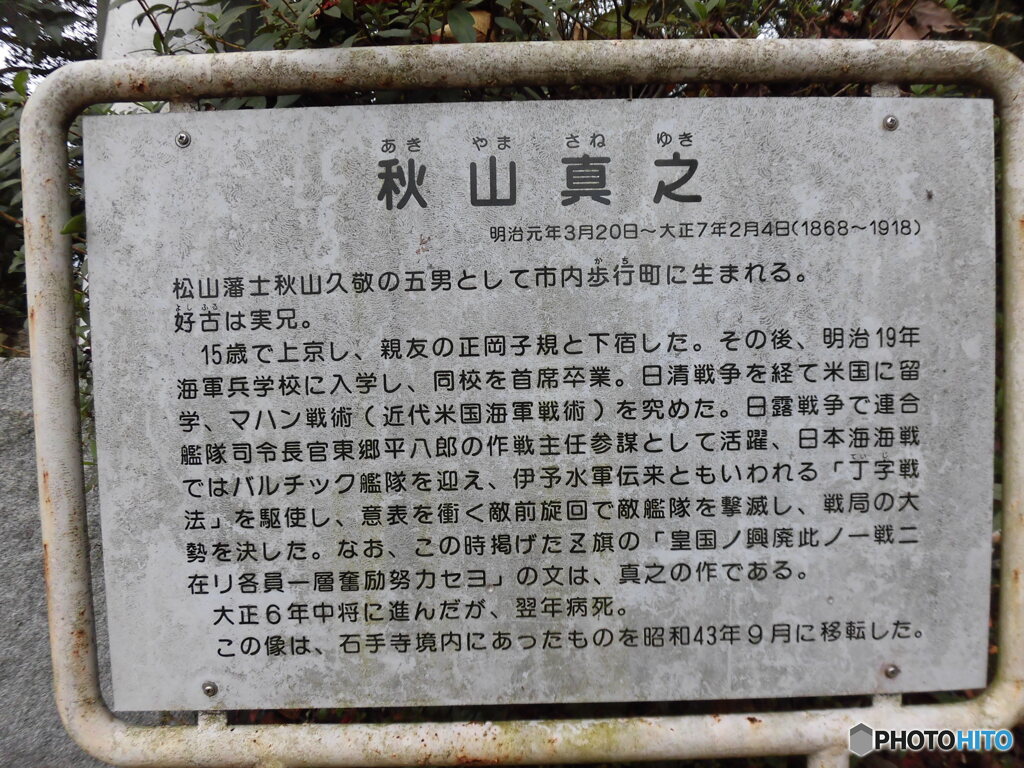 あき やま さね ゆき
秋山真之
明治元年3月20日～大正7年2月4日(1868～1918)
松山藩士秋山久敬の五男として市内歩行町に生まれる。
かち
好古は実兄。
よしふる
15歳で上京し、親友の正岡子規と下宿した。その後、明治19年
海軍兵学校に入学し、同校を首席卒業。日清戦争を経て米国に留
学、マハン戦術(近代米国海軍戦術)を究めた。日露戦争で連合
艦隊司令長官東郷平八郎の作戦主任参謀として活躍、日本海海戦
ではバルチック艦隊を迎え、伊予水軍伝来ともいわれる「丁字戦
ていじ
法」を駆使し、意表を衝く敵前旋回で敵艦隊を撃滅し、戦局の大
勢を決した。なお、この時掲げたZ旗の「皇国ノ興廃此ノ一戦ニ
在リ各員一層奮励努力セヨ」の文は、真之の作である。
大正6年中将に進んだが、翌年病死。
この像は、石手寺境内にあったものを昭和43年9月に移転した。
PHOTOHITO